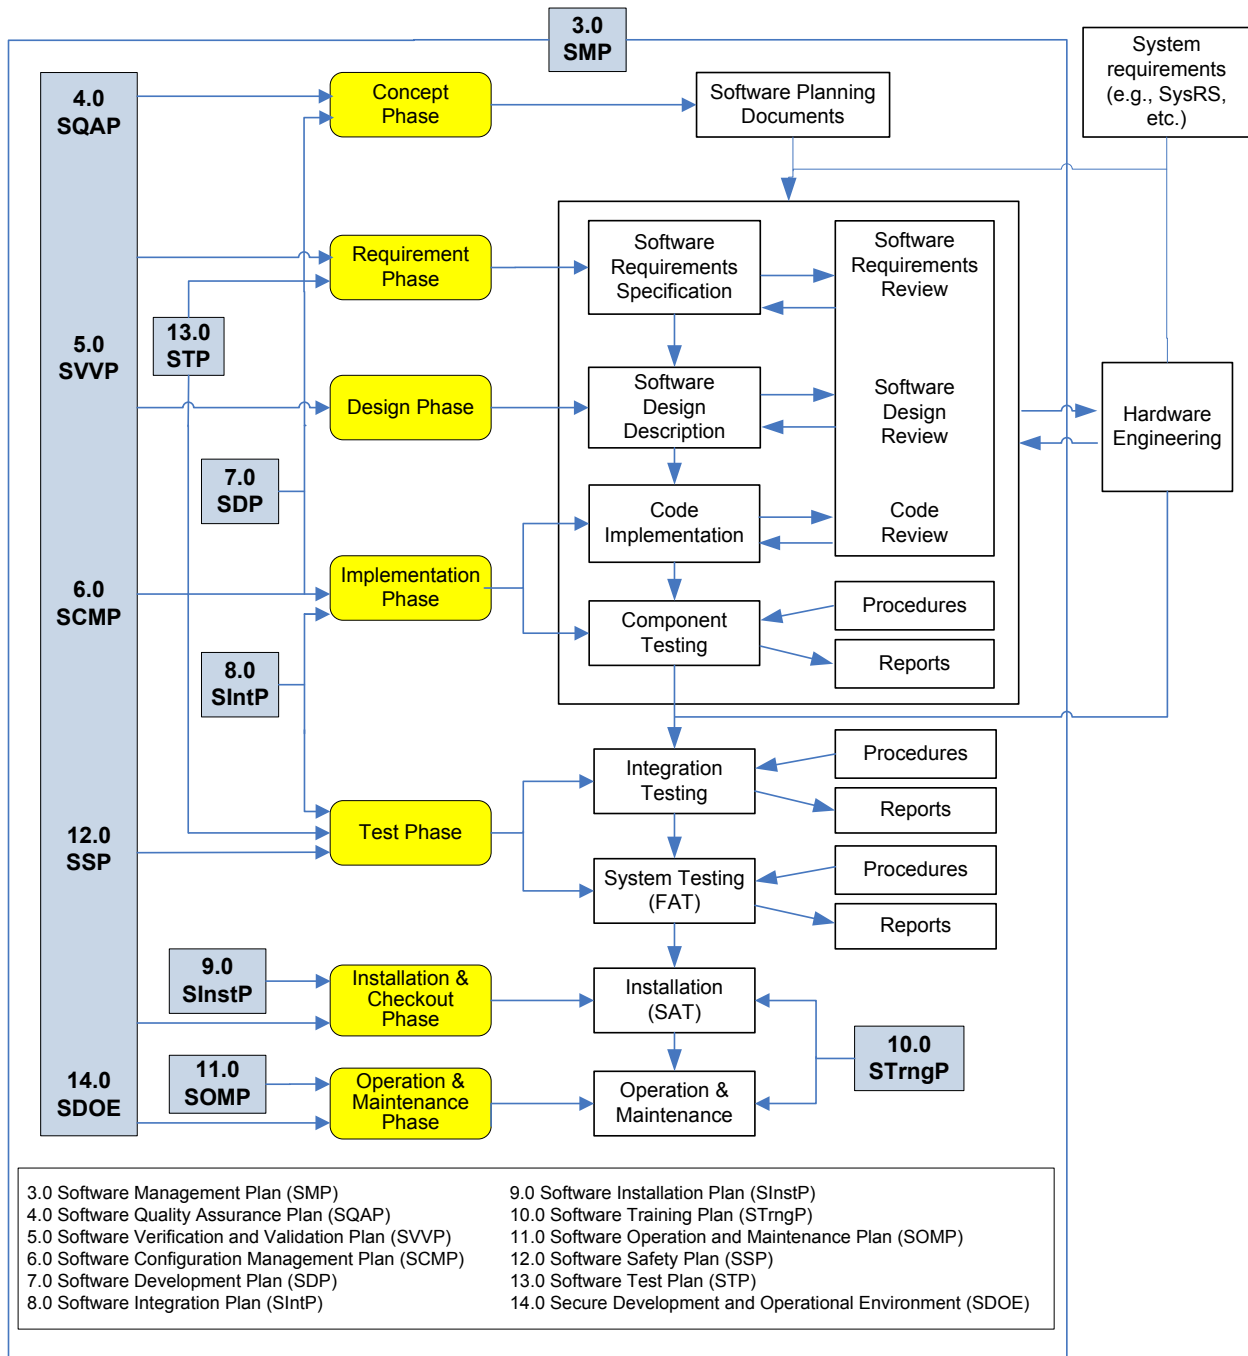 3.0
SMP
System
requirements
(e.g., SysRS,
etc.)
4.0
SQAP
Concept
Phase
Software Planning
Documents
Requirement
Phase
Software
Requirements
Specification
Software
Requirements
Review
13.0
STP
5.0
SVVP
Design Phase
Software
Design
Description
Software
Design
Review
Hardware
Engineering
7.0
SDP
Code
Implementation
Code
Review
6.0
SCMP
Implementation
Phase
Component
Testing
Procedures
Reports
8.0
SIntP
Integration
Testing
Procedures
Reports
12.0
SSP
Test Phase
System Testing
(FAT)
Procedures
Reports
9.0
SInstP
Installation &
Checkout
Phase
Installation
(SAT)
10.0
STrngP
14.0
SDOE
11.0
SOMP
Operation &
Maintenance
Phase
Operation &
Maintenance
3.0 Software Management Plan (SMP)
4.0 Software Quality Assurance Plan (SQAP)
5.0 Software Verification and Validation Plan (SVVP)
6.0 Software Configuration Management Plan (SCMP)
7.0 Software Development Plan (SDP)
8.0 Software Integration Plan (SIntP)
9.0 Software Installation Plan (SInstP)
10.0 Software Training Plan (STrngP)
11.0 Software Operation and Maintenance Plan (SOMP)
12.0 Software Safety Plan (SSP)
13.0 Software Test Plan (STP)
14.0 Secure Development and Operational Environment (SDOE)